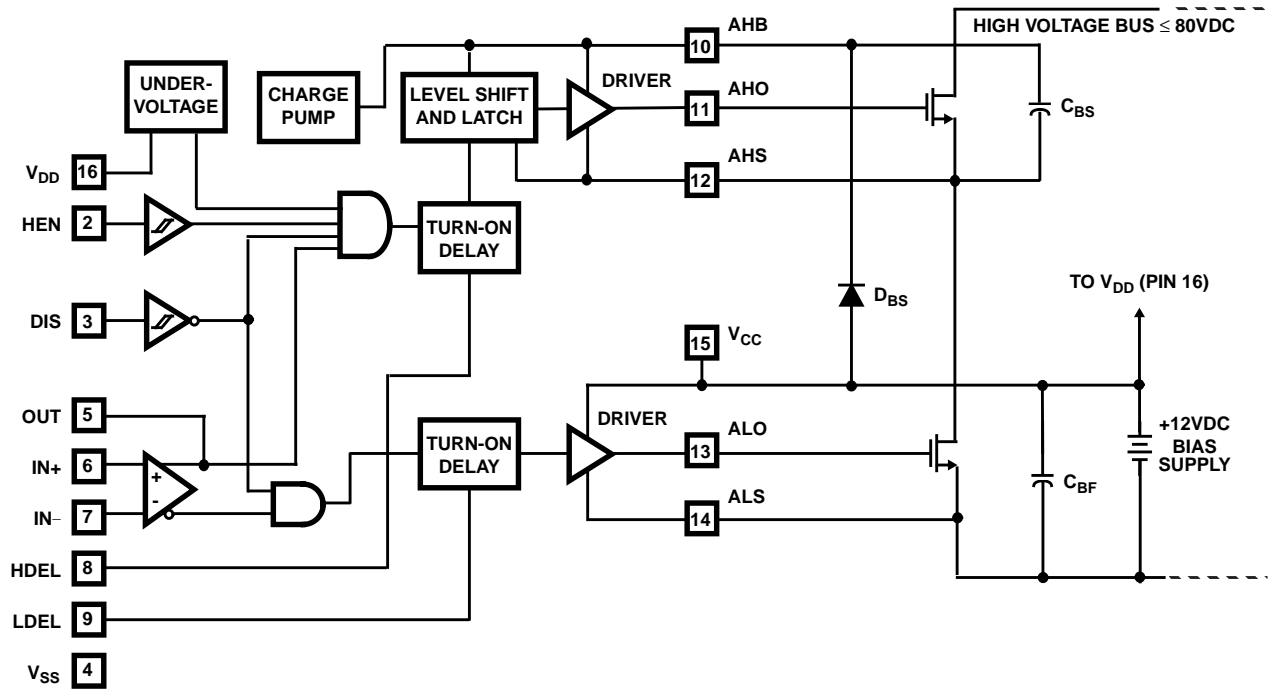 AHB
10
HIGH VOLTAGE BUS ≤ 80VDC
UNDER-
VOLTAGE
CHARGE
PUMP
LEVEL SHIFT
AND LATCH
DRIVER
AHO
11
C_BS
V_DD 16
AHS
12
HEN 2
TURN-ON
DELAY
DIS 3
D_BS
TO V_DD (PIN 16)
V_CC
15
OUT 5
IN+ 6
+
-
IN– 7
TURN-ON
DELAY
DRIVER
ALO
13
ALS
14
C_BF
+12VDC
BIAS
SUPPLY
HDEL 8
LDEL 9
V_SS 4